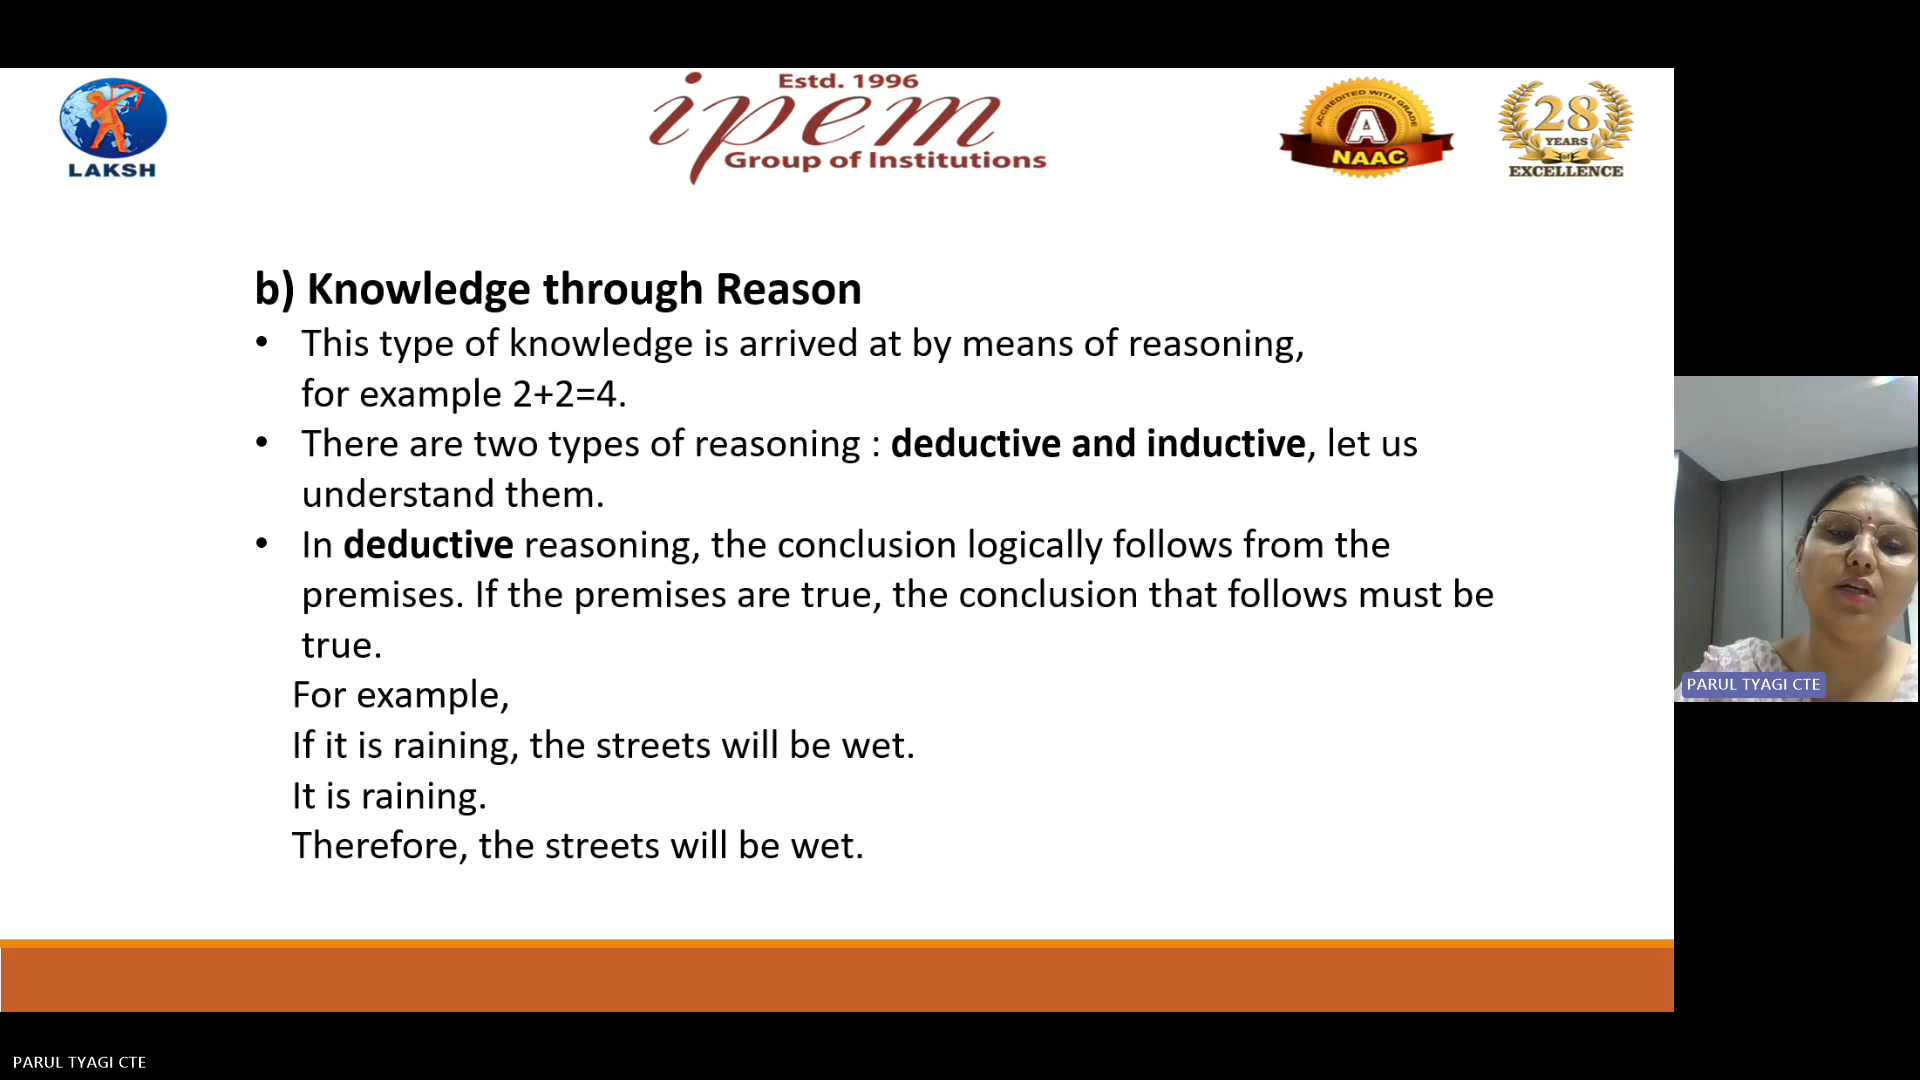 LAKSH
Estd. 1996
ipem
Group of Institutions
ACCREDITED WITH GRADE
A
NAAC
28
YEARS
of
EXCELLENCE
b) Knowledge through Reason
• This type of knowledge is arrived at by means of reasoning,
for example 2+2=4.
• There are two types of reasoning : deductive and inductive, let us
understand them.
• In deductive reasoning, the conclusion logically follows from the
premises. If the premises are true, the conclusion that follows must be
true.
For example,
If it is raining, the streets will be wet.
It is raining.
Therefore, the streets will be wet.
PARUL TYAGI CTE
PARUL TYAGI CTE